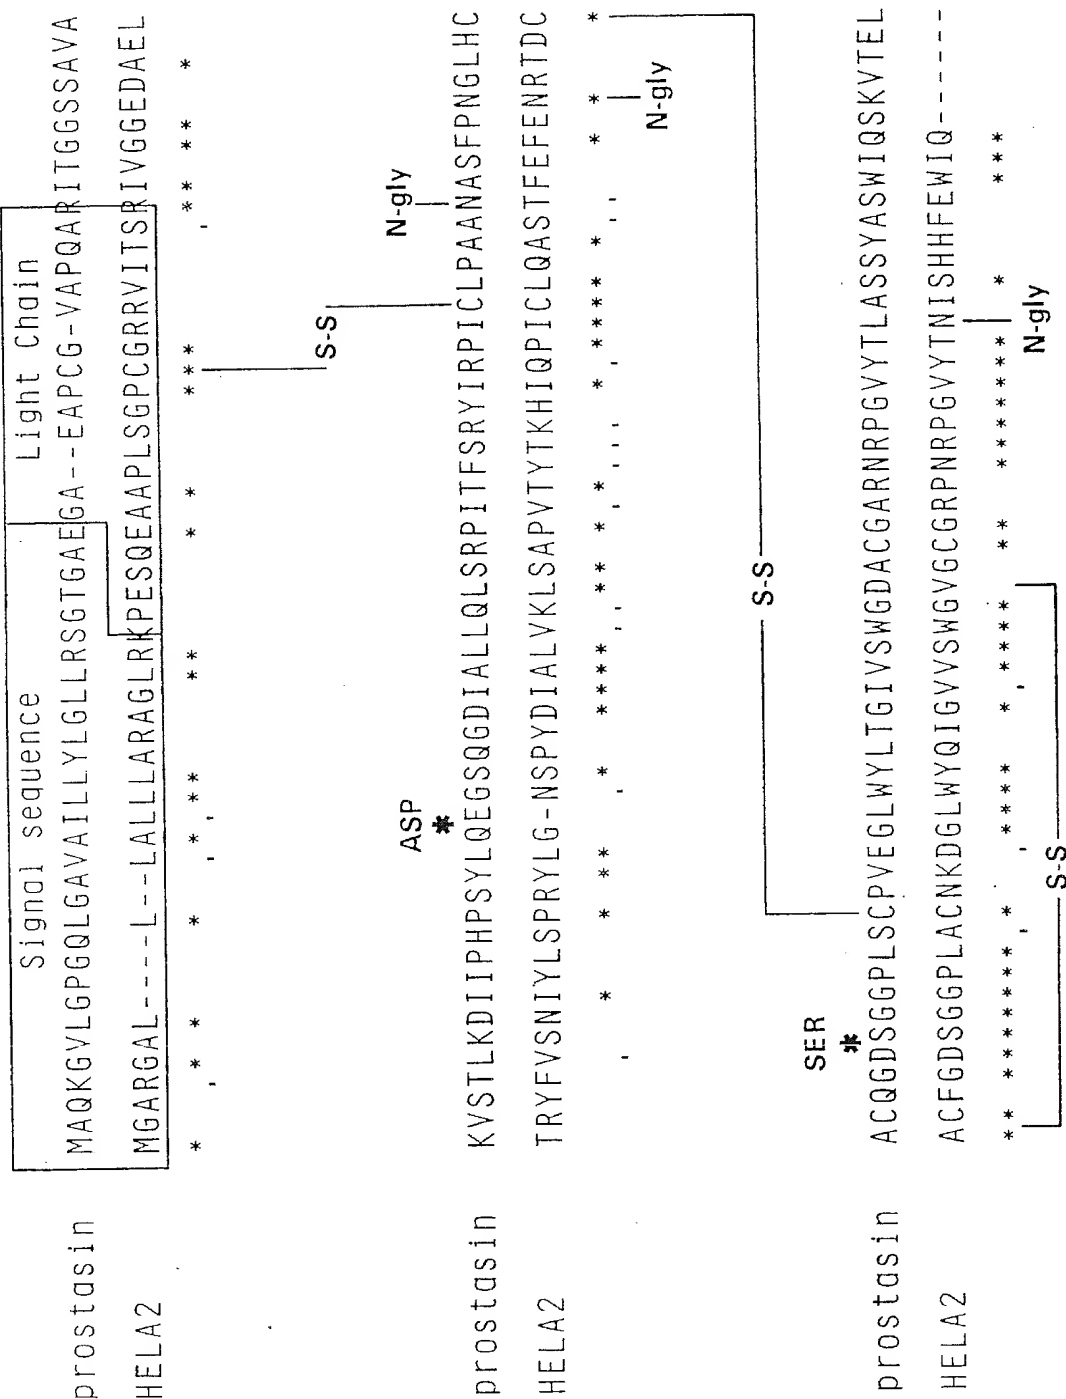 Signal sequence Light Chain
prostasin MAQKGVLGPGQLGAVAILLYLGLLRSGTGAEGA--EAPCG-VAPQARITGGSSAVA
HELA2 MGARGAL----L--LALLLARAGLRKPESQEAAPLSGPCGRRVITSRIVGGEDAEL
S-S
N-gly
ASP
*
prostasin KVSTLKDIIPHPSYLQEGSQGDIALLQLSRPITFSRYIRPICLPAANASFPNGLHC
HELA2 TRYFVSNIYLSPRYLG-NSPYDIALVKLSAPVTYTKHIQPICLQASTFEFENRTDC
N-gly
S-S
SER
*
prostasin ACQGDSGGPLSCPVEGLWYLTGIVSWGDACGARNRPGVYTLASSYASWIQSKVTEL
HELA2 ACFGDSGGPLACNKDGLWYQIGVVSWGVGCGRPNRPGVYTNISHHFEWIQ------
N-gly
S-S